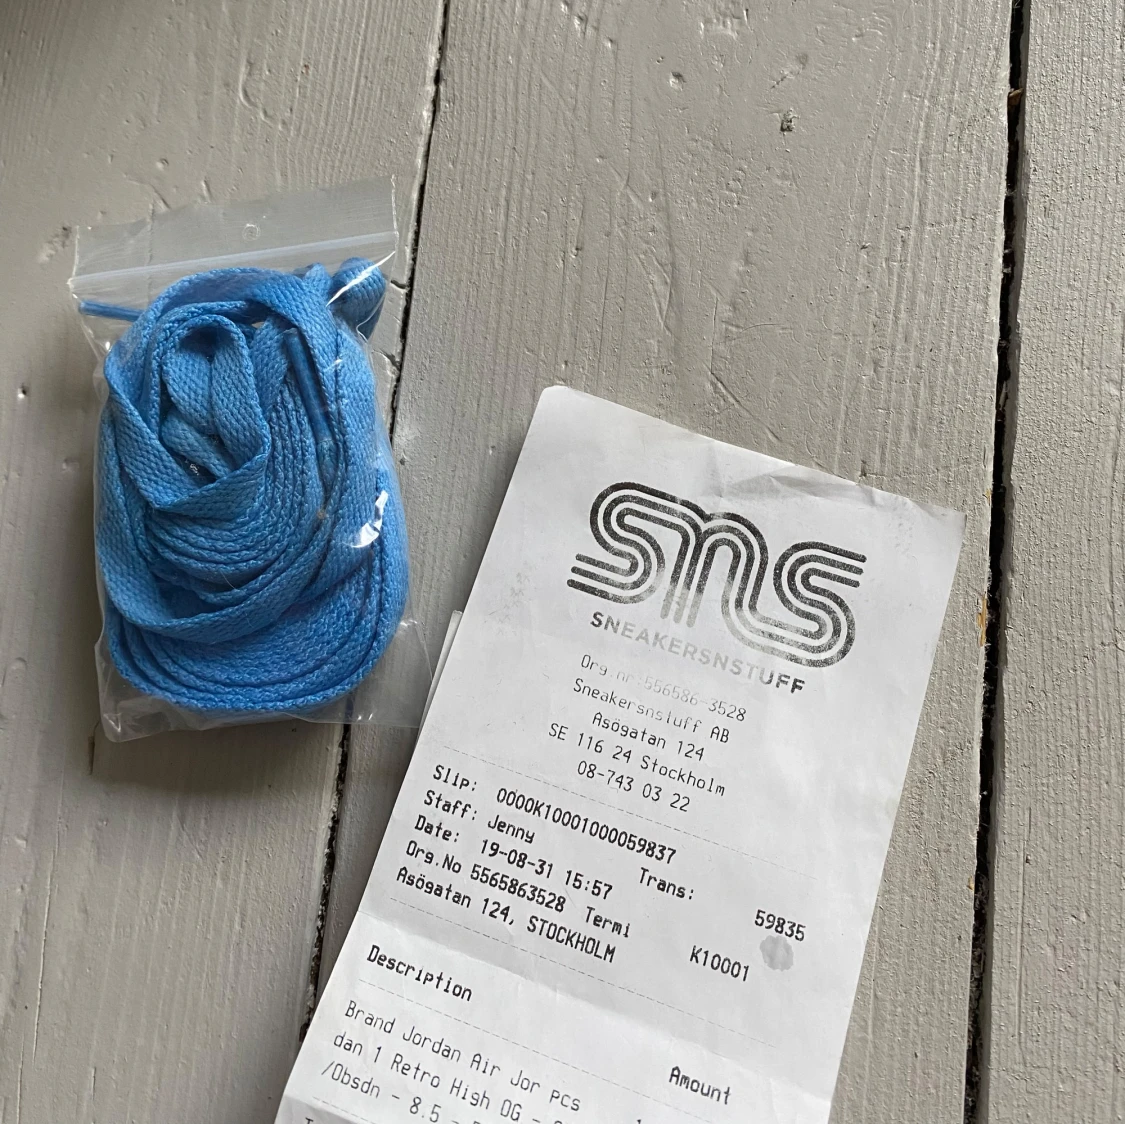 SNS
SNEAKERSNSTUFF
Org.nr:556586-3528
Sneakersnstuff AB
Asögatan 124
SE 116 24 Stockholm
08-743 03 22
Slip: 0000K10001000059837
Staff: Jenny Trans: 59835
Date: 19-08-31 15:57
Org.No 5565863528 Termi K10001
Asögatan 124, STOCKHOLM
Description Amount
Brand Jordan Air Jor pcs
dan 1 Retro High OG -
/Obsdn - 8.5 -